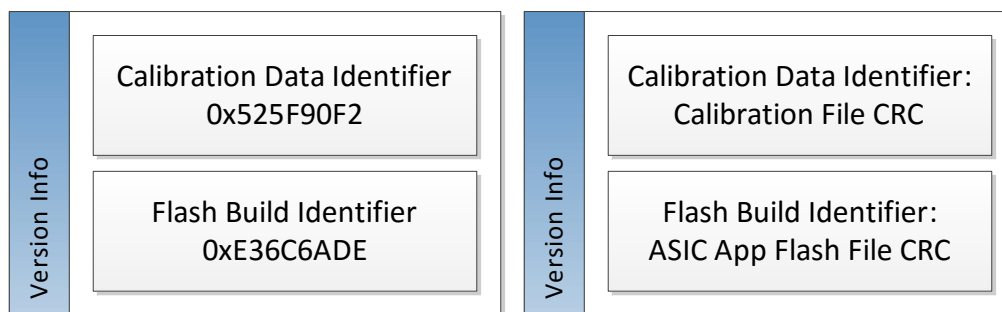 Version Info
Calibration Data Identifier
0x525F90F2
Flash Build Identifier
0xE36C6ADE
Version Info
Calibration Data Identifier:
Calibration File CRC
Flash Build Identifier:
ASIC App Flash File CRC